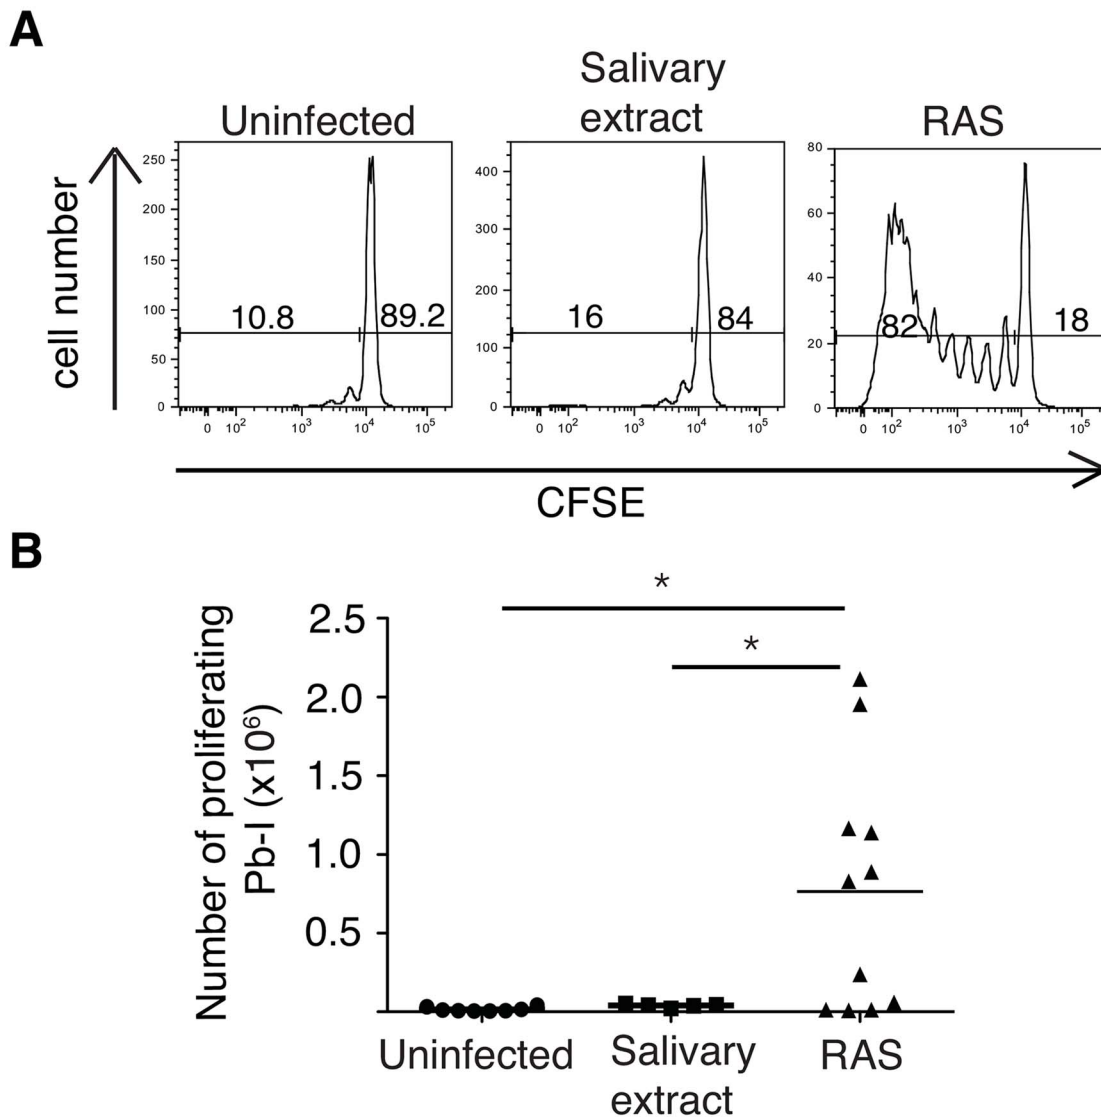 A
Uninfected
Salivary
extract
RAS
cell number
250
200
150
100
50
0
10.8
89.2
0 10² 10³ 10⁴ 10⁵
400
300
200
100
0
16
84
0 10² 10³ 10⁴ 10⁵
80
60
40
20
0
82
18
0 10² 10³ 10⁴ 10⁵
CFSE
B
Number of proliferating
Pb-I (x10⁶)
2.5
2.0
1.5
1.0
0.5
*
*
Uninfected
Salivary
extract
RAS